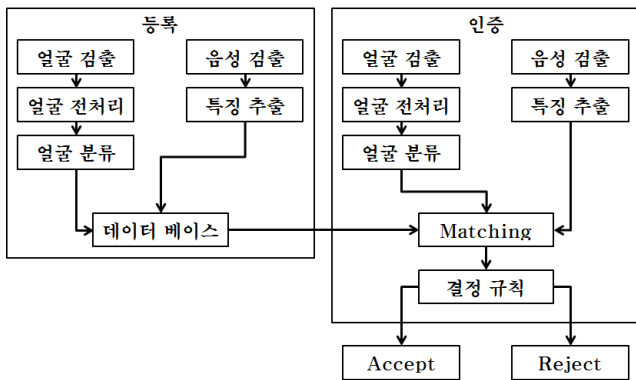 등록
얼굴 검출
음성 검출
얼굴 전처리
특징 추출
얼굴 분류
데이터 베이스
인증
얼굴 검출
음성 검출
얼굴 전처리
특징 추출
얼굴 분류
Matching
결정 규칙
Accept
Reject